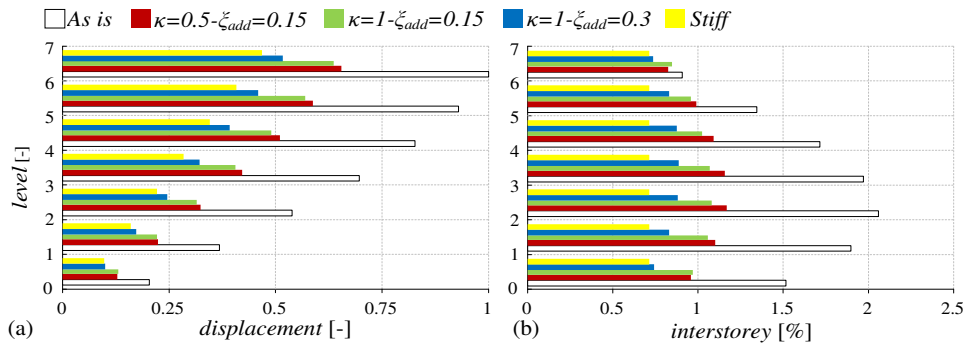 As is κ=0.5-ξadd=0.15 κ=1-ξadd=0.15 κ=1-ξadd=0.3 Stiff
7
6
5
4
3
2
1
0
level [-]
0 0.25 0.5 0.75 1
(a) displacement [-]
7
6
5
4
3
2
1
0
0 0.5 1 1.5 2 2.5
(b) interstorey [%]